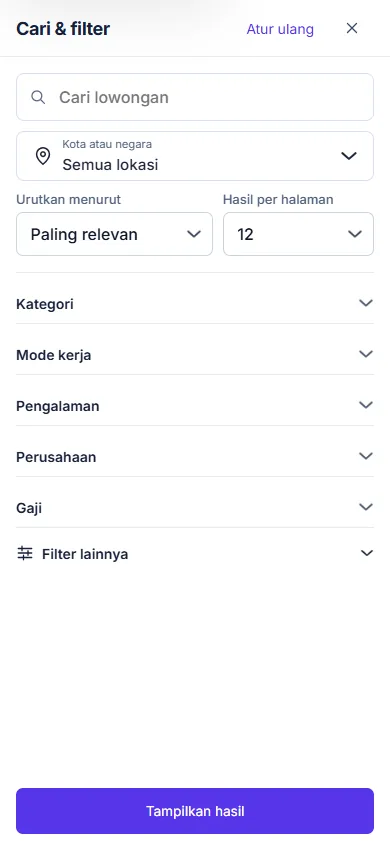 Cari & filter
Atur ulang
Cari lowongan
Kota atau negara
Semua lokasi
Urutkan menurut
Hasil per halaman
Paling relevan
12
Kategori
Mode kerja
Pengalaman
Perusahaan
Gaji
Filter lainnya
Tampilkan hasil